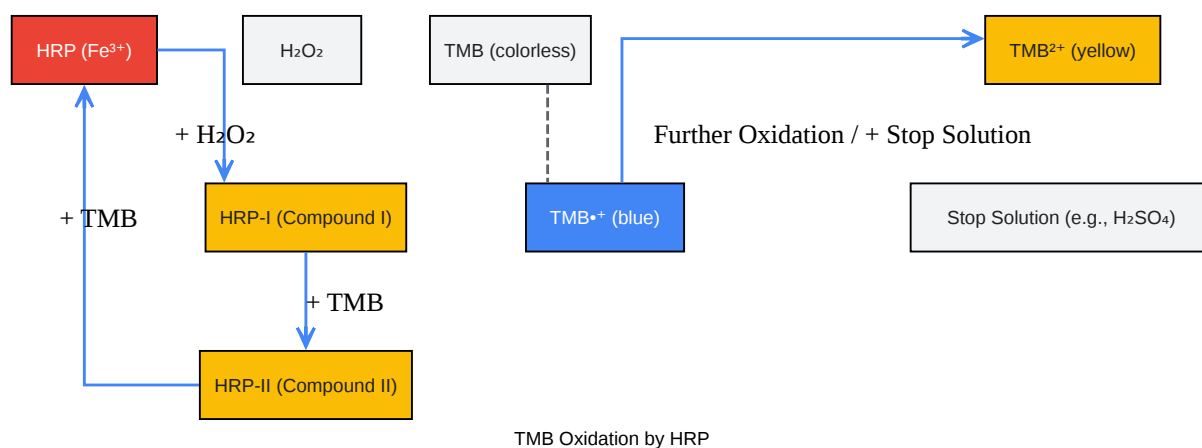 HRP (Fe³⁺)
H₂O₂
TMB (colorless)
TMB²⁺ (yellow)
+ H₂O₂
Further Oxidation / + Stop Solution
+ TMB
HRP-I (Compound I)
TMB•⁺ (blue)
Stop Solution (e.g., H₂SO₄)
+ TMB
HRP-II (Compound II)
TMB Oxidation by HRP